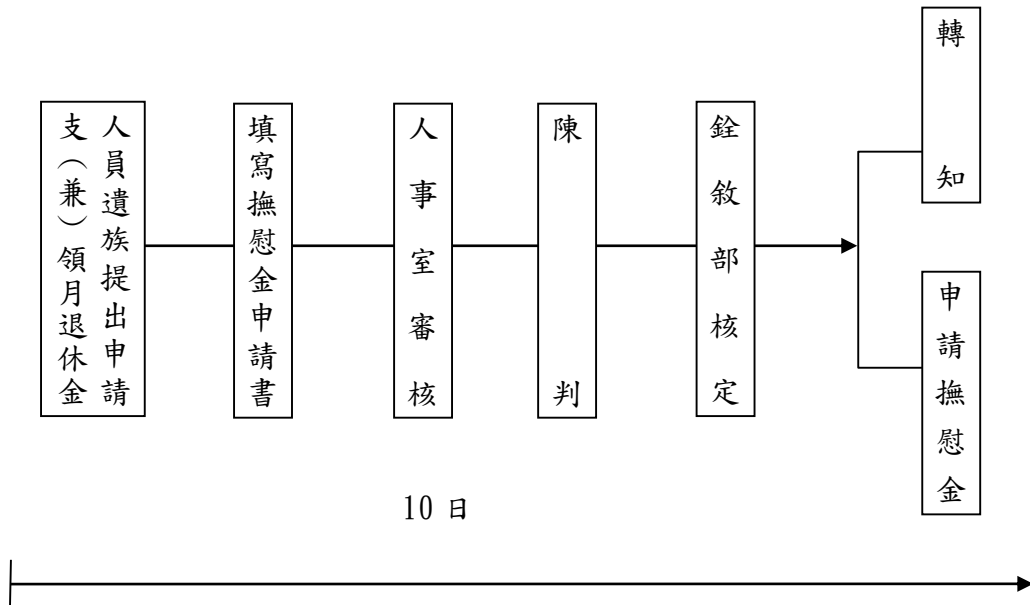 支（兼）領月退休金
人員遺族提出申請
填寫撫慰金申請書
人事室審核
陳判
銓敘部核定
轉知
申請撫慰金
10 日